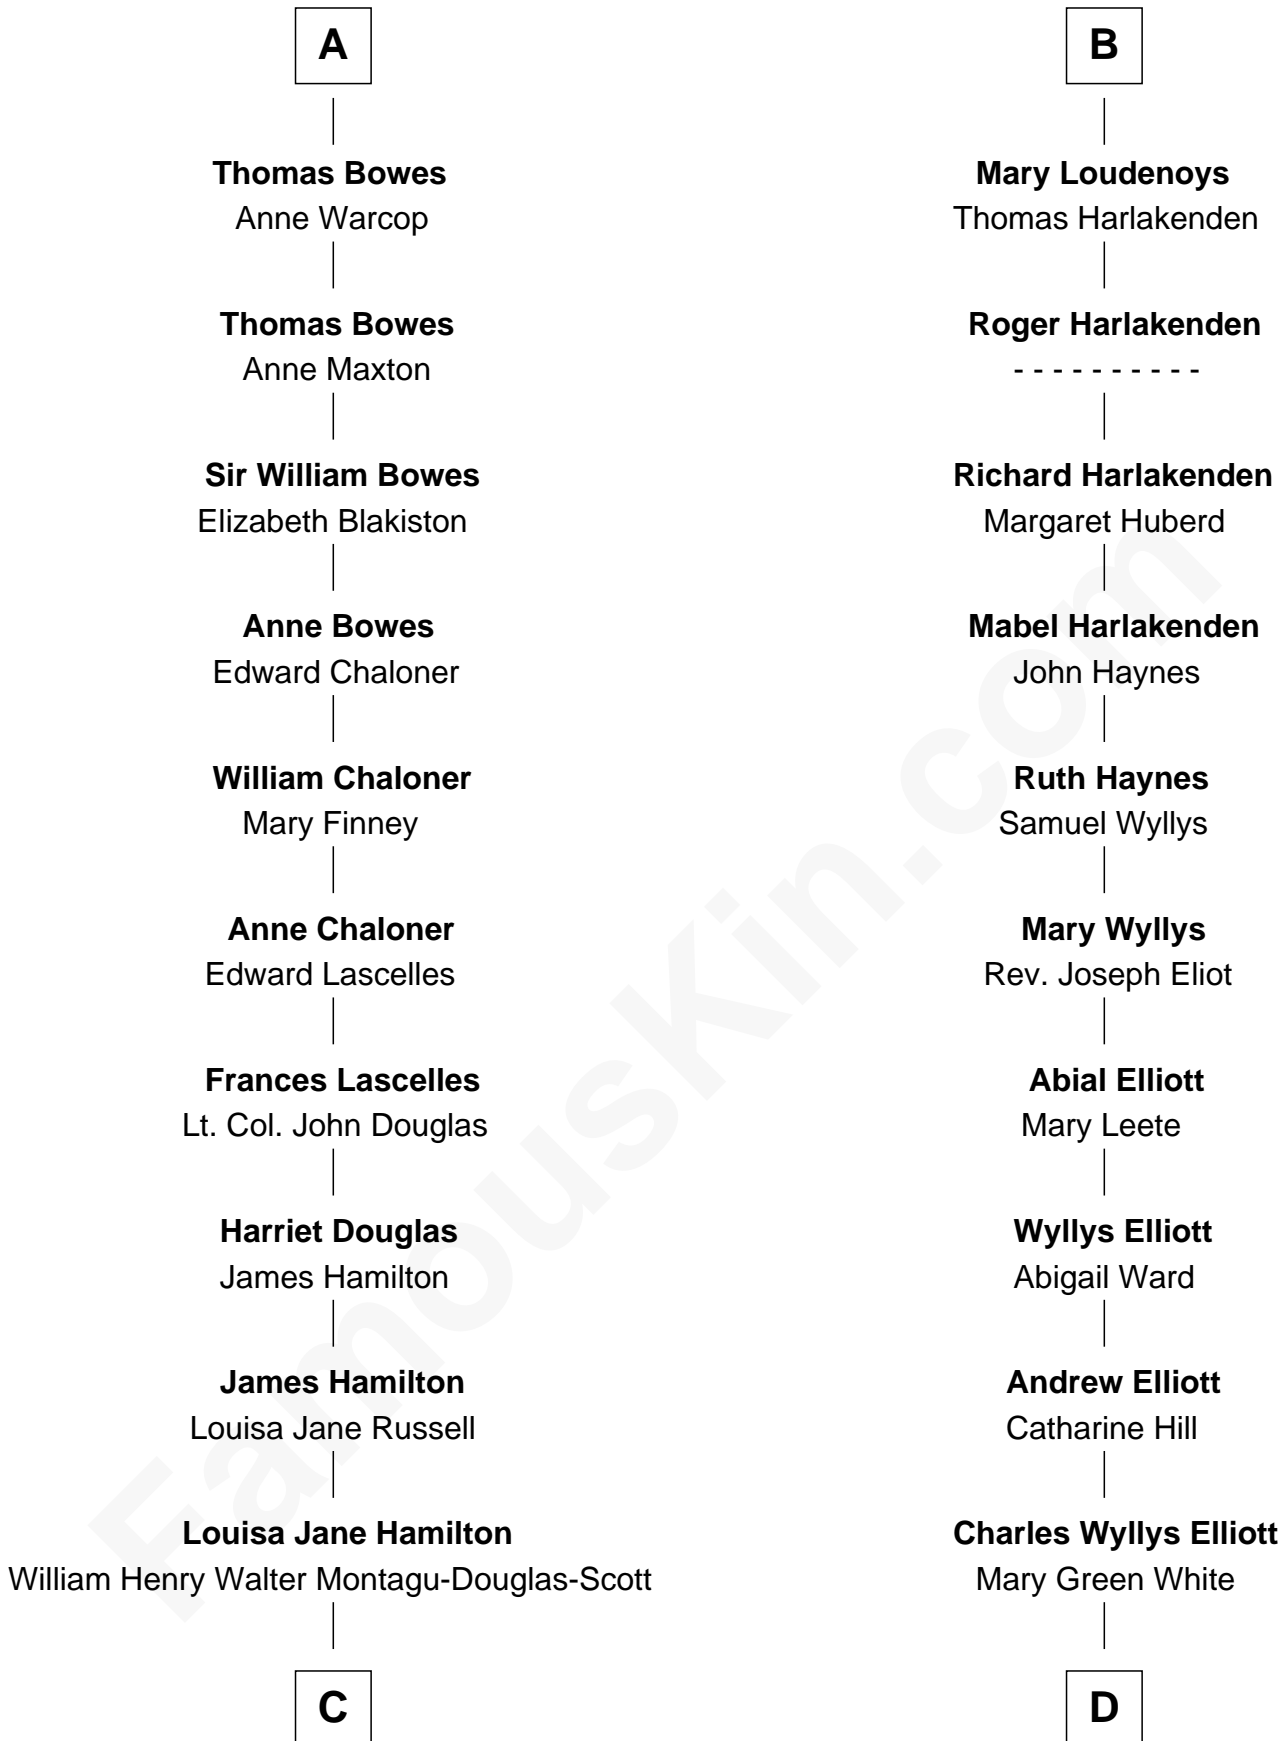 A
Thomas Bowes
Anne Warcop
Thomas Bowes
Anne Maxton
Sir William Bowes
Elizabeth Blakiston
Anne Bowes
Edward Chaloner
William Chaloner
Mary Finney
Anne Chaloner
Edward Lascelles
Frances Lascelles
Lt. Col. John Douglas
Harriet Douglas
James Hamilton
James Hamilton
Louisa Jane Russell
Louisa Jane Hamilton
William Henry Walter Montagu-Douglas-Scott
C
B
Mary Loudenoys
Thomas Harlakenden
Roger Harlakenden
- - - - - - - - - -
Richard Harlakenden
Margaret Huberd
Mabel Harlakenden
John Haynes
Ruth Haynes
Samuel Wyllys
Mary Wyllys
Rev. Joseph Eliot
Abial Elliott
Mary Leete
Wyllys Elliott
Abigail Ward
Andrew Elliott
Catharine Hill
Charles Wyllys Elliott
Mary Green White
D
FamousKin.com